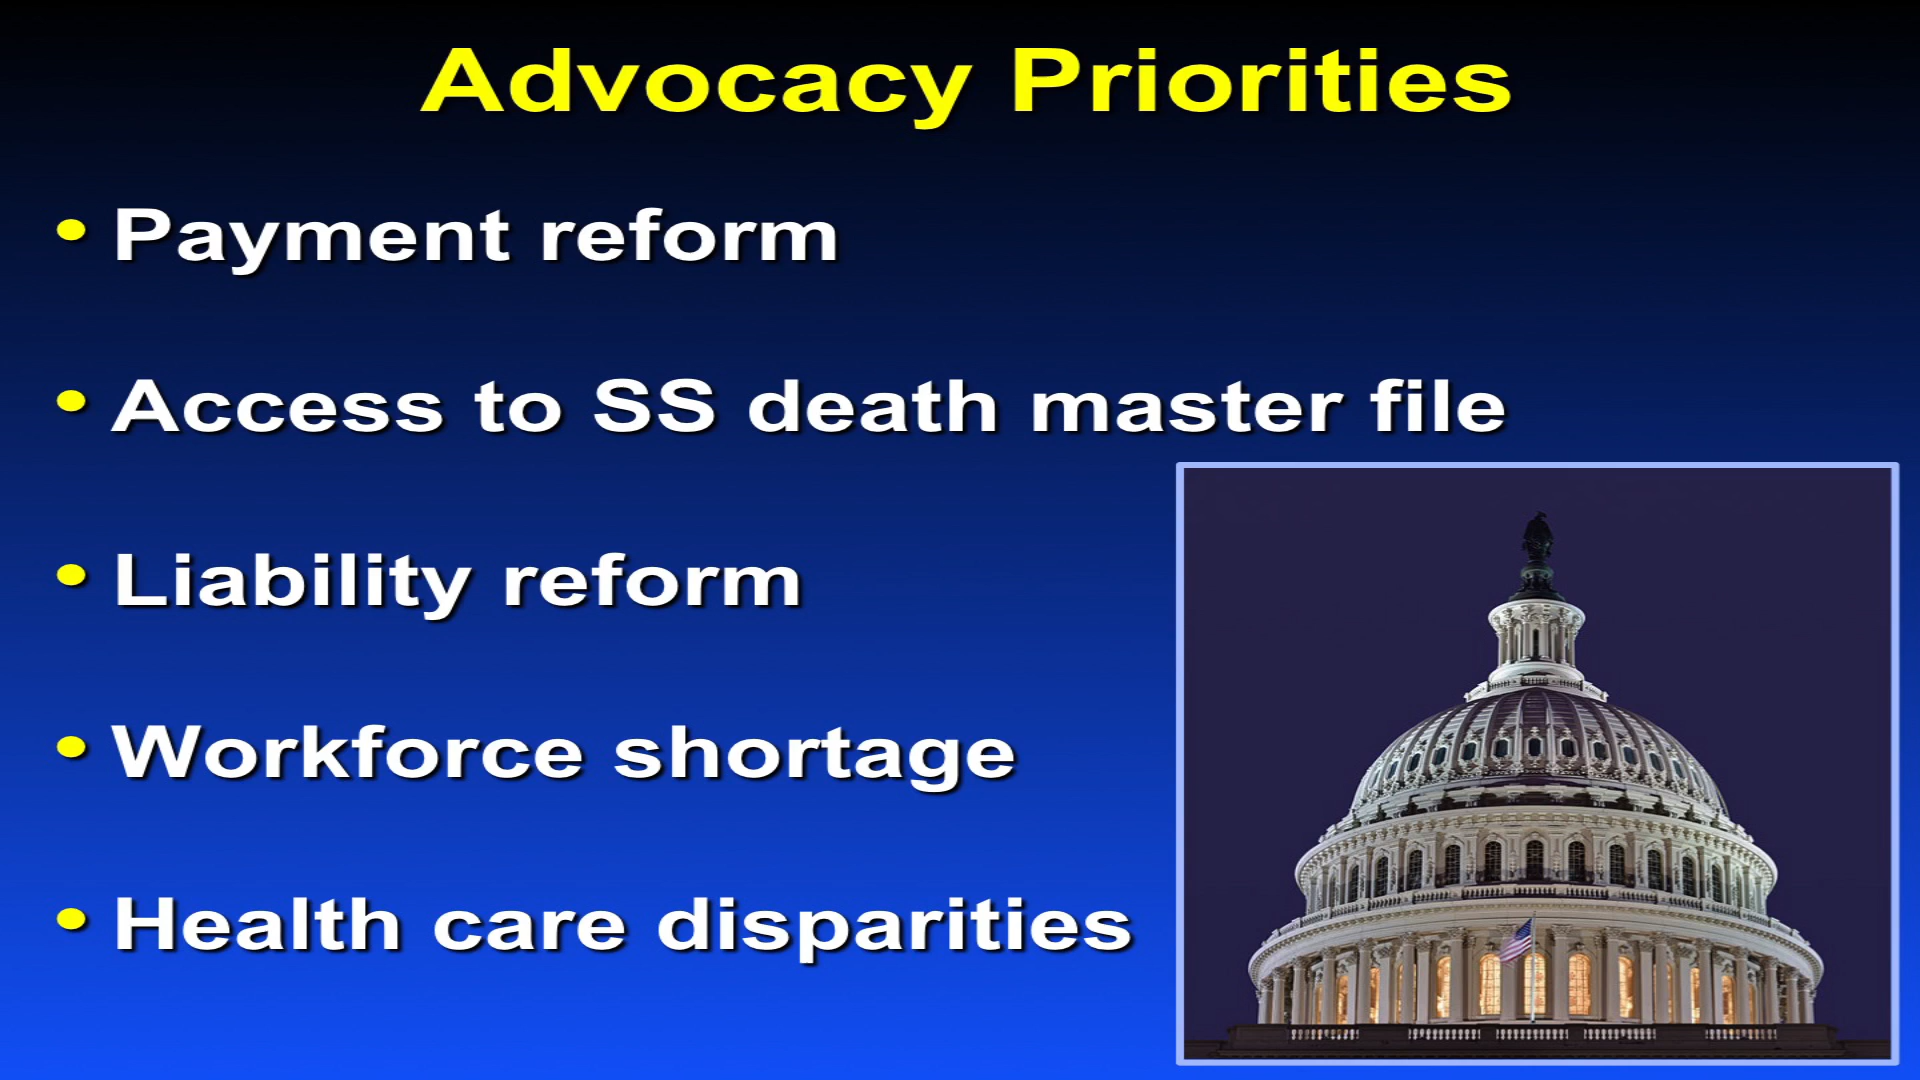 Advocacy Priorities
• Payment reform
• Access to SS death master file
• Liability reform
• Workforce shortage
• Health care disparities